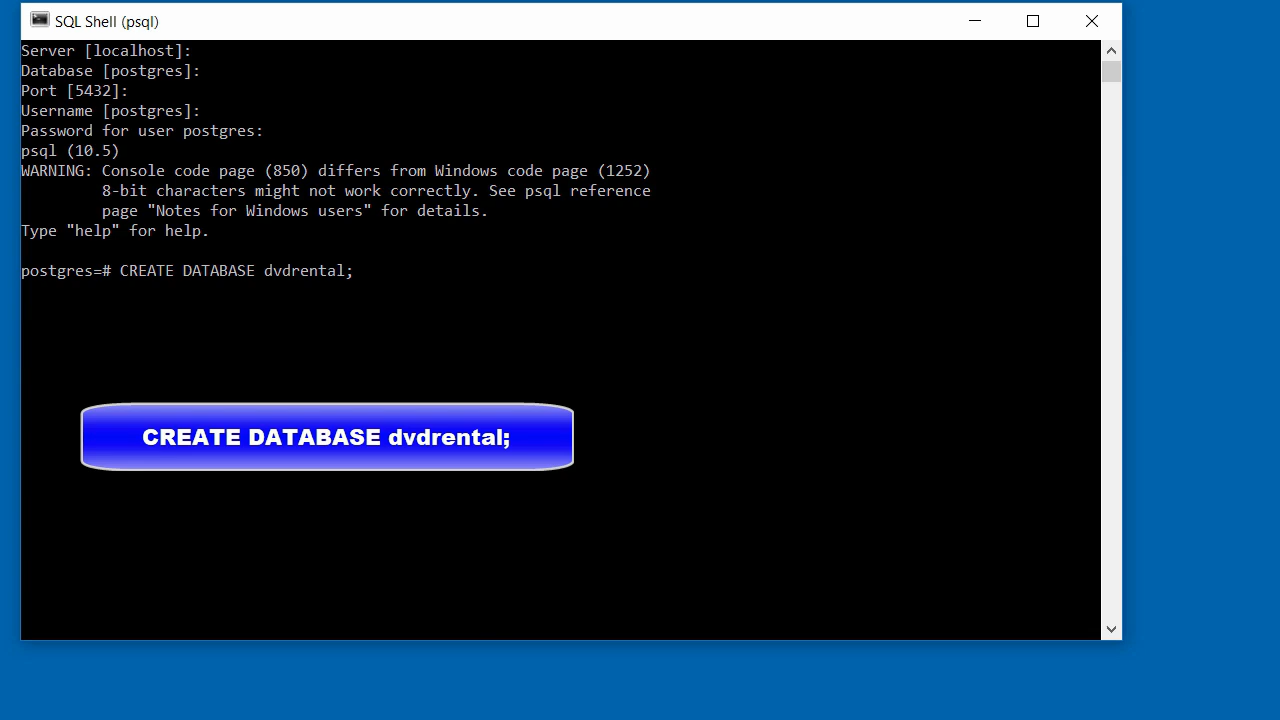 SQL Shell (psql)
Server [localhost]:
Database [postgres]:
Port [5432]:
Username [postgres]:
Password for user postgres:
psql (10.5)
WARNING: Console code page (850) differs from Windows code page (1252)
         8-bit characters might not work correctly. See psql reference
         page "Notes for Windows users" for details.
Type "help" for help.
postgres=# CREATE DATABASE dvdrental;
CREATE DATABASE dvdrental;